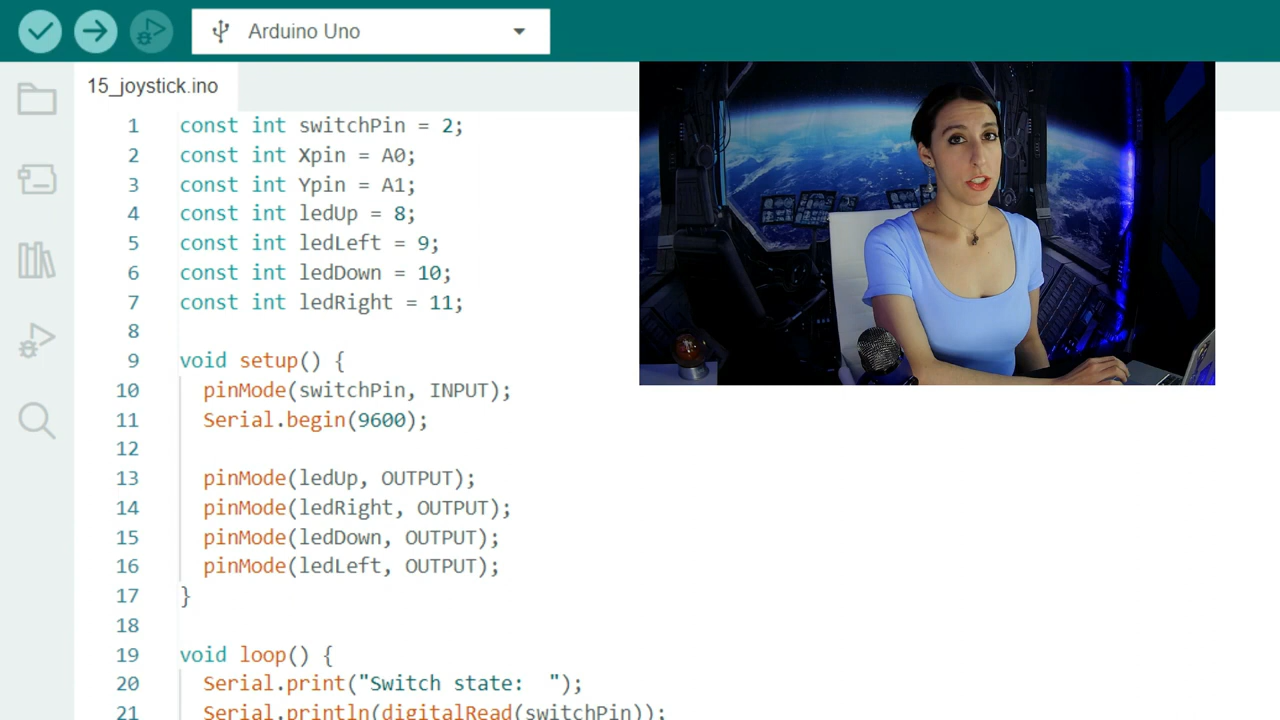 Arduino Uno
15_joystick.ino
1 const int switchPin = 2;
2 const int Xpin = A0;
3 const int Ypin = A1;
4 const int ledUp = 8;
5 const int ledLeft = 9;
6 const int ledDown = 10;
7 const int ledRight = 11;
8
9 void setup() {
10 pinMode(switchPin, INPUT);
11 Serial.begin(9600);
12
13 pinMode(ledUp, OUTPUT);
14 pinMode(ledRight, OUTPUT);
15 pinMode(ledDown, OUTPUT);
16 pinMode(ledLeft, OUTPUT);
17 }
18
19 void loop() {
20 Serial.print("Switch state:  ");
21 Serial.println(digitalRead(switchPin));